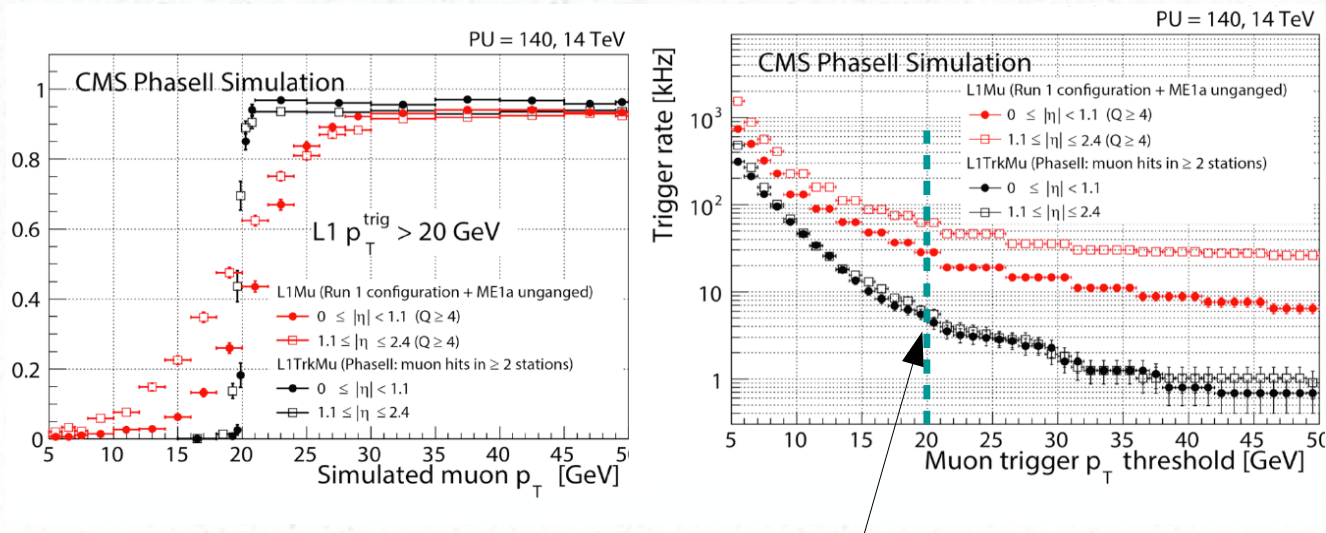 PU = 140, 14 TeV
CMS PhaseII Simulation
1
0.8
0.6
0.4
0.2
0
L1 p_T^trig > 20 GeV
L1Mu (Run 1 configuration + ME1a unganged)
0 ≤ |η| < 1.1 (Q ≥ 4)
1.1 ≤ |η| ≤ 2.4 (Q ≥ 4)
L1TrkMu (PhaseII: muon hits in ≥ 2 stations)
0 ≤ |η| < 1.1
1.1 ≤ |η| ≤ 2.4
5 10 15 20 25 30 35 40 45 5
Simulated muon p_T [GeV]
PU = 140, 14 TeV
Trigger rate [kHz]
CMS PhaseII Simulation
L1Mu (Run 1 configuration + ME1a unganged)
0 ≤ |η| < 1.1 (Q ≥ 4)
1.1 ≤ |η| ≤ 2.4 (Q ≥ 4)
L1TrkMu (PhaseII: muon hits in ≥ 2 stations)
0 ≤ |η| < 1.1
1.1 ≤ |η| ≤ 2.4
10³
10²
10
1
5 10 15 20 25 30 35 40 45 50
Muon trigger p_T threshold [GeV]